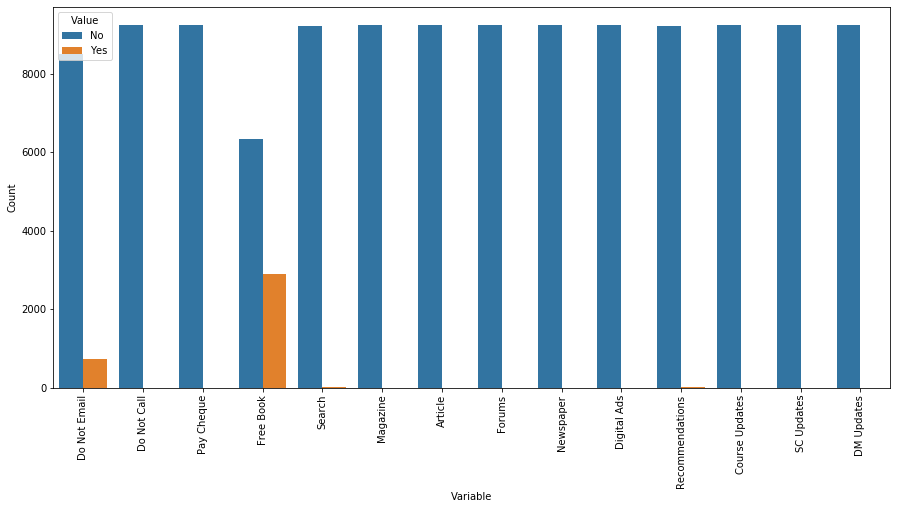 Value
No
Yes
Count
8000
6000
4000
2000
0
Do Not Email
Do Not Call
Pay Cheque
Free Book
Search
Magazine
Article
Forums
Newspaper
Digital Ads
Recommendations
Course Updates
SC Updates
DM Updates
Variable